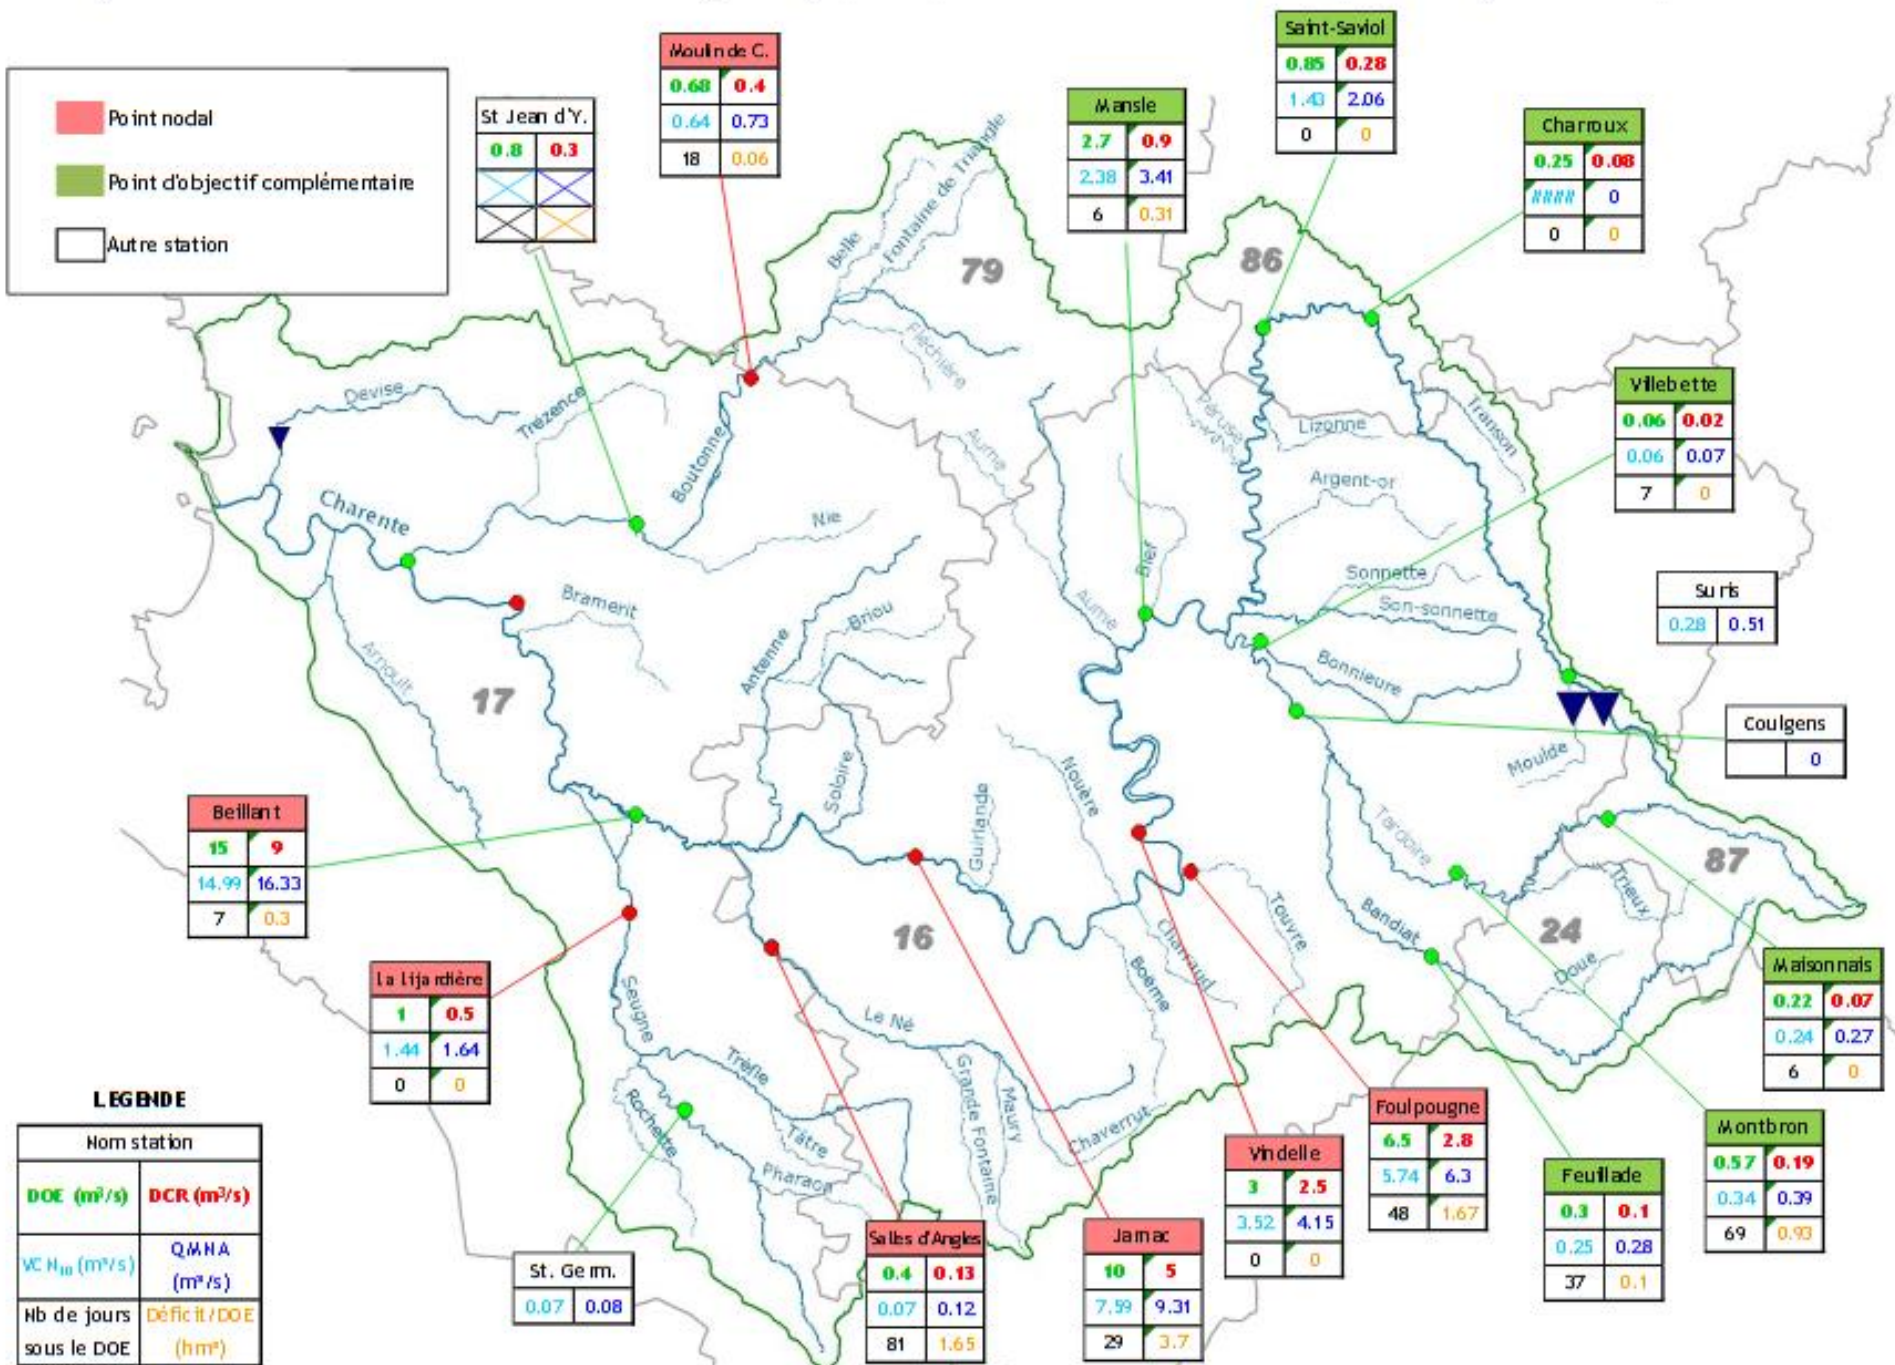 Point nodal
Point d'objectif complémentaire
Autre station
St Jean d'Y.
0.8 0.3
Moulin de C.
0.68 0.4
0.64 0.73
18 0.06
Mansle
2.7 0.9
2.38 3.41
6 0.31
Saint-Saviol
0.85 0.28
1.43 2.06
0 0
Charroux
0.25 0.08
#### 0
0 0
Villebette
0.06 0.02
0.06 0.07
7 0
Suris
0.28 0.51
Coulgens
0
Maisonnais
0.22 0.07
0.24 0.27
6 0
Montbron
0.57 0.19
0.34 0.39
69 0.93
Feuillade
0.3 0.1
0.25 0.28
37 0.1
Foulpougne
6.5 2.8
5.74 6.3
48 1.67
Vindelle
3 2.5
3.52 4.15
0 0
Jarnac
10 5
7.59 9.31
29 3.7
Salles d'Angles
0.4 0.13
0.07 0.12
81 1.65
St. Germ.
0.07 0.08
La Lijardière
1 0.5
1.44 1.64
0 0
Beillant
15 9
14.99 16.33
7 0.3
79
86
17
16
24
87
Belle
Fontaine de Triangle
Fléchière
Devise
Trézence
Boutonne
Charente
Nie
Bramerit
Arnoult
Antenne
Briou
Soloire
Aume
Aume
Bief
Péruse
Lizonne
Transon
Argent-or
Sonnette
Son-sonnette
Bonnieure
Moulde
Nouère
Guirlande
Tardoire
Trieux
Bandiat
Doue
Touvre
Charraud
Boëme
Le Né
Seugne
Trèfle
Rochette
Tâtre
Pharaon
Grande Fontaine
Maury
Chaverrut
LEGENDE
Nom station
DOE (m³/s) DCR (m³/s)
VCN₁₀ (m³/s) QMNA (m³/s)
Nb de jours sous le DOE Déficit/DOE (hm³)